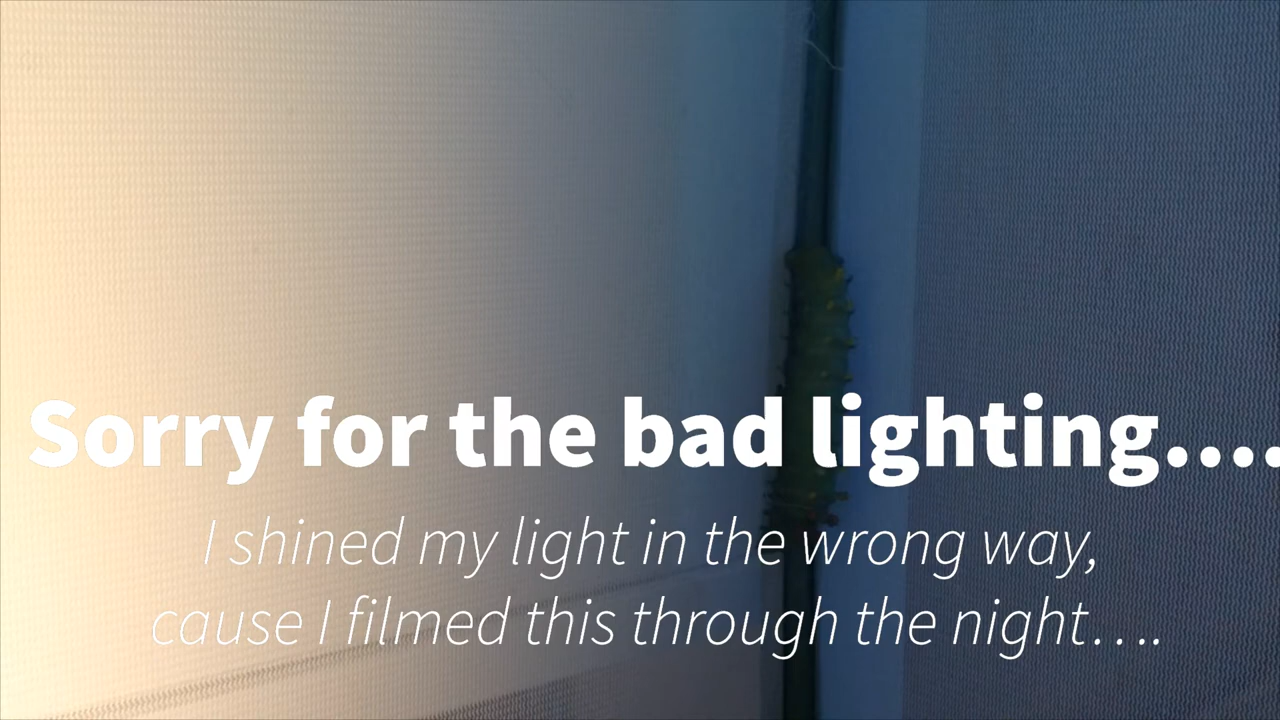 Sorry for the bad lighting....
I shined my light in the wrong way,
cause I filmed this through the night....